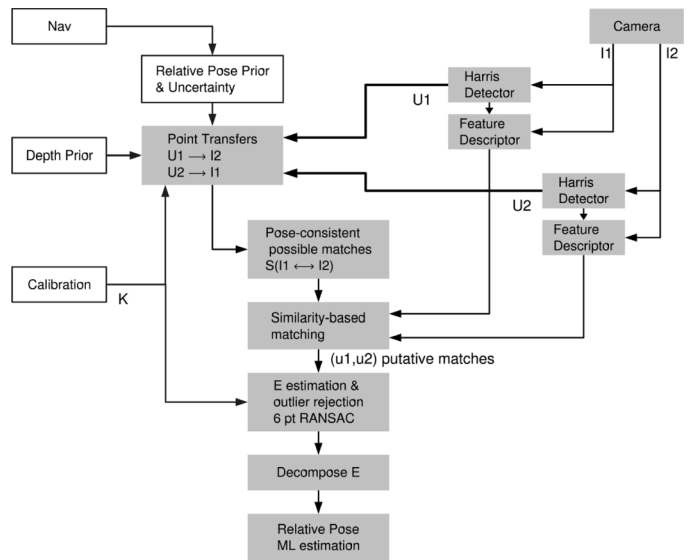 Nav
Camera
I1
I2
Relative Pose Prior
& Uncertainty
Harris
Detector
U1
Point Transfers
U1 → I2
U2 → I1
Feature
Descriptor
Depth Prior
Harris
Detector
U2
Feature
Descriptor
Pose-consistent
possible matches
S(I1 ↔ I2)
Calibration
K
Similarity-based
matching
(u1,u2) putative matches
E estimation &
outlier rejection
6 pt RANSAC
Decompose E
Relative Pose
ML estimation